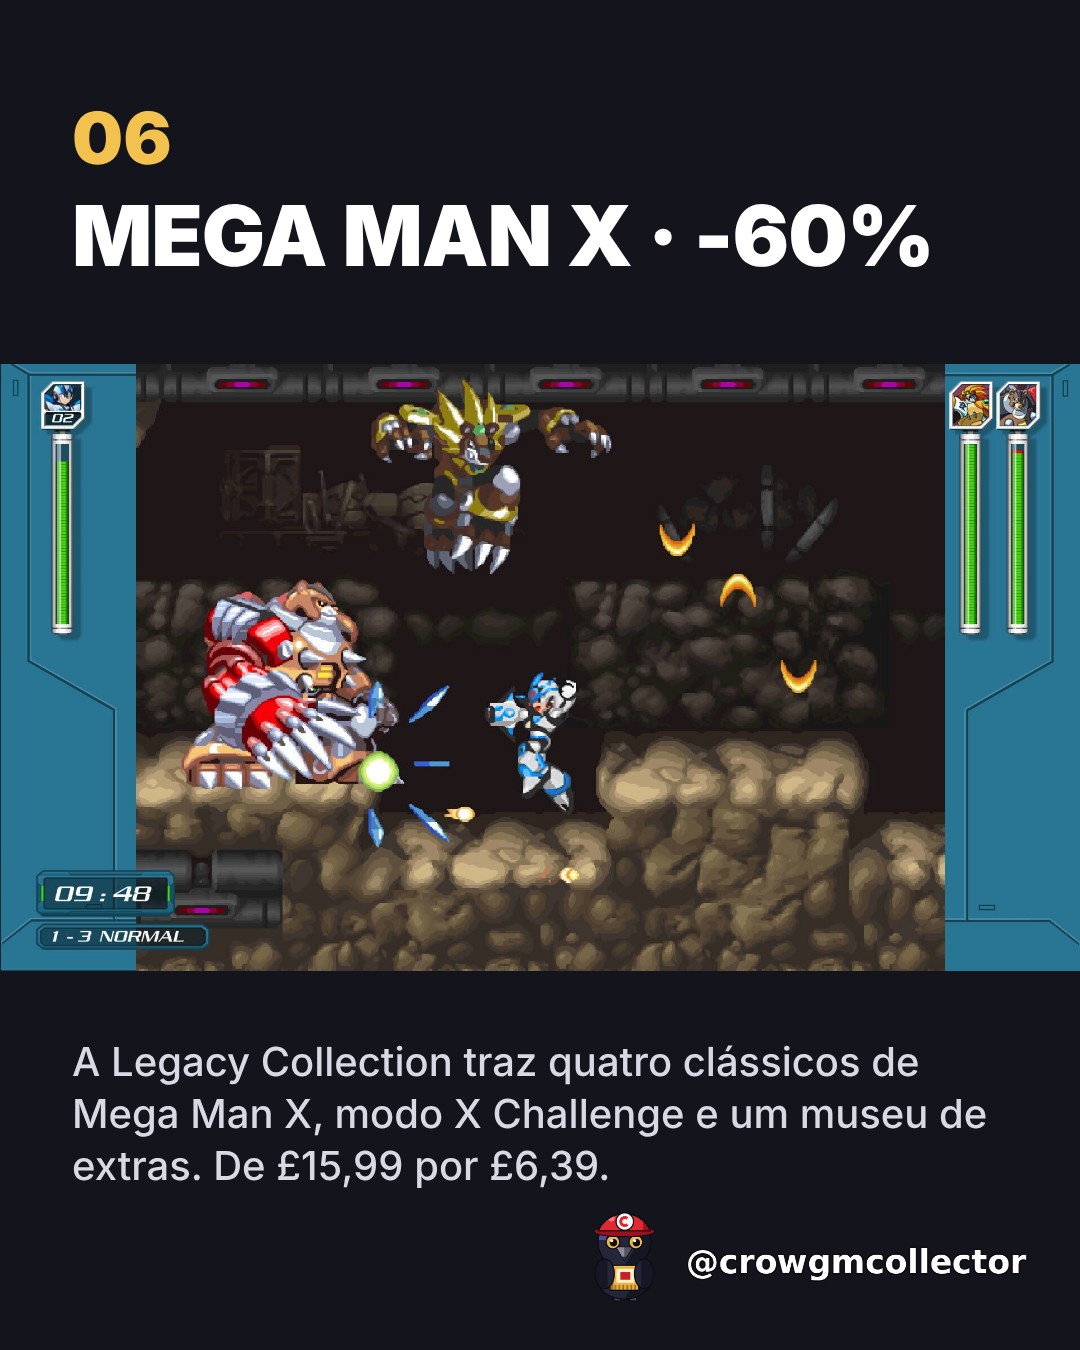 06
MEGA MAN X · -60%
02
09:48
1-3 NORMAL
A Legacy Collection traz quatro clássicos de
Mega Man X, modo X Challenge e um museu de
extras. De £15,99 por £6,39.
C
@crowgmcollector